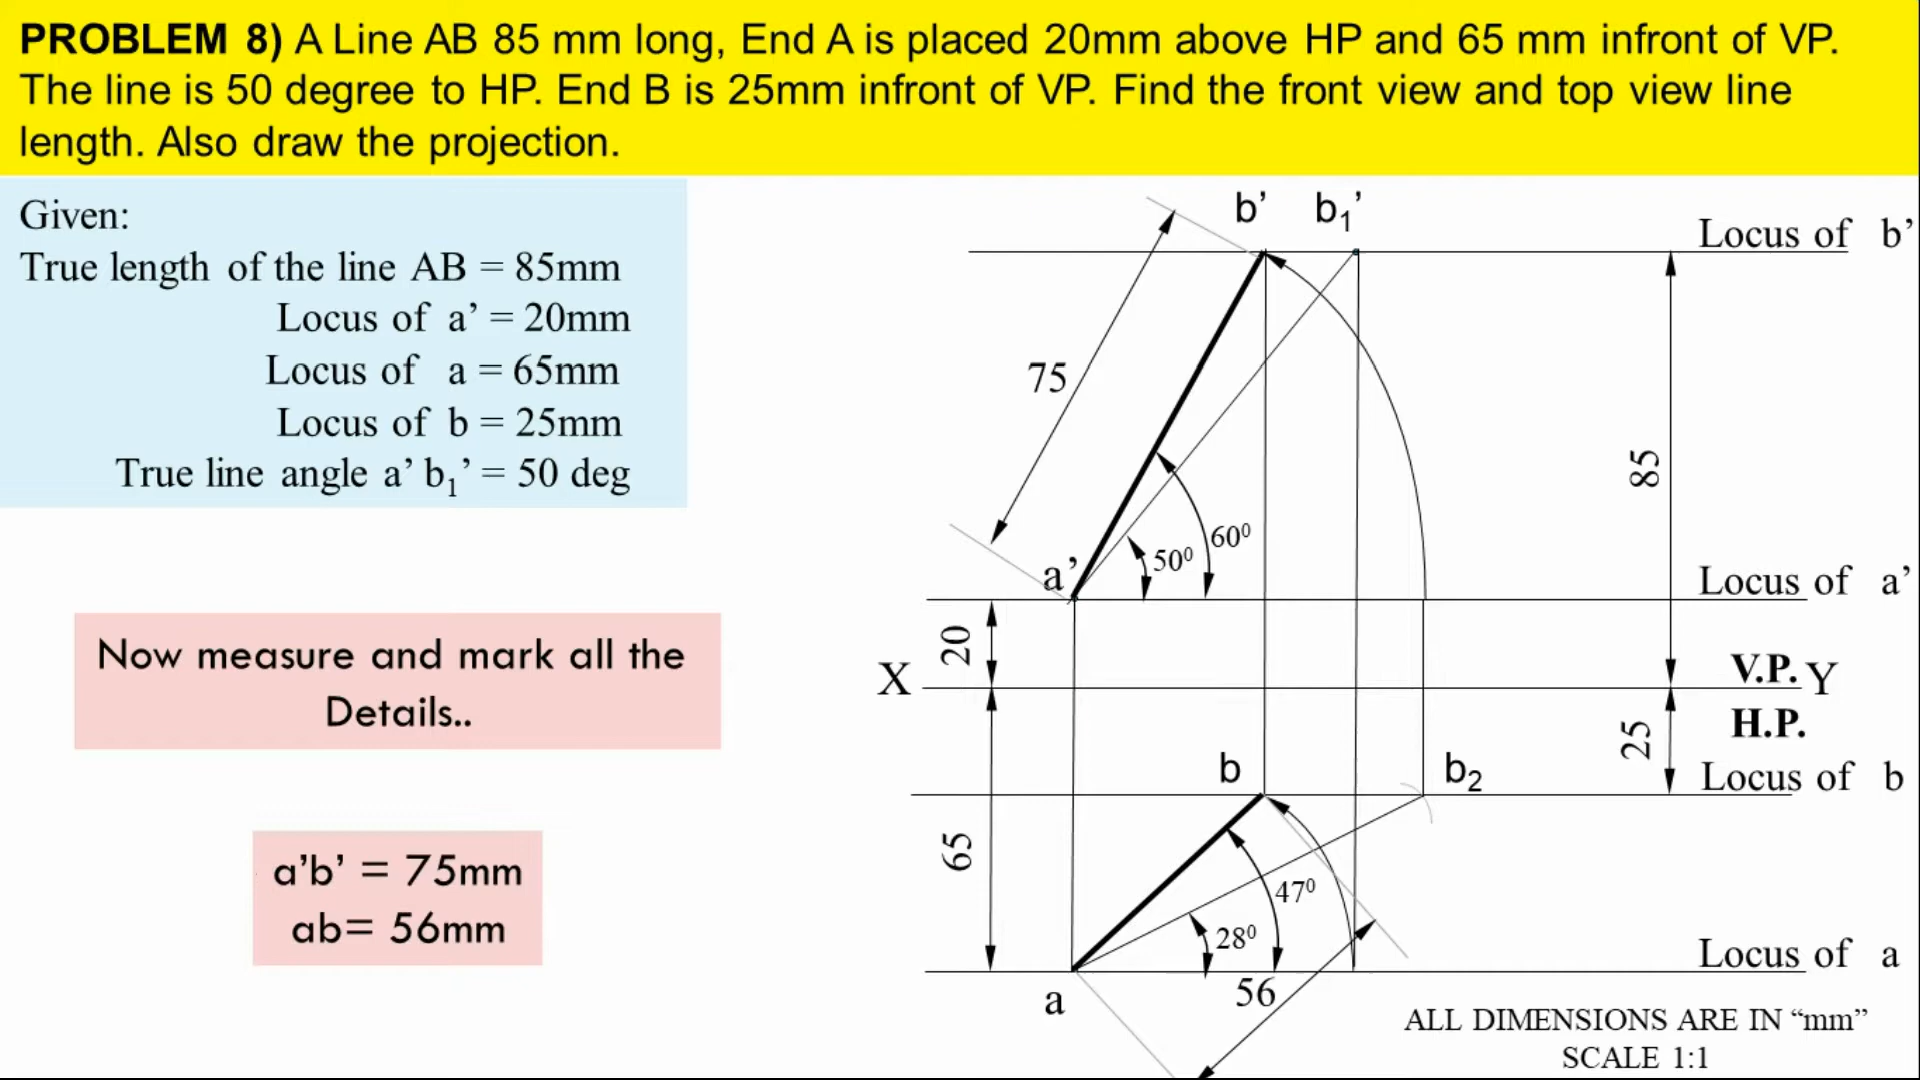 PROBLEM 8) A Line AB 85 mm long, End A is placed 20mm above HP and 65 mm infront of VP.
The line is 50 degree to HP. End B is 25mm infront of VP. Find the front view and top view line
length. Also draw the projection.
Given:
True length of the line AB = 85mm
Locus of a’ = 20mm
Locus of a = 65mm
Locus of b = 25mm
True line angle a’ b₁’ = 50 deg
Now measure and mark all the
Details..
a’b’ = 75mm
ab= 56mm
b’ b₁’
Locus of b’
75
85
60⁰
50⁰
a’
Locus of a’
20
X
V.P. Y
H.P.
25
b
b₂
Locus of b
65
47⁰
28⁰
Locus of a
56
a
ALL DIMENSIONS ARE IN “mm”
SCALE 1:1